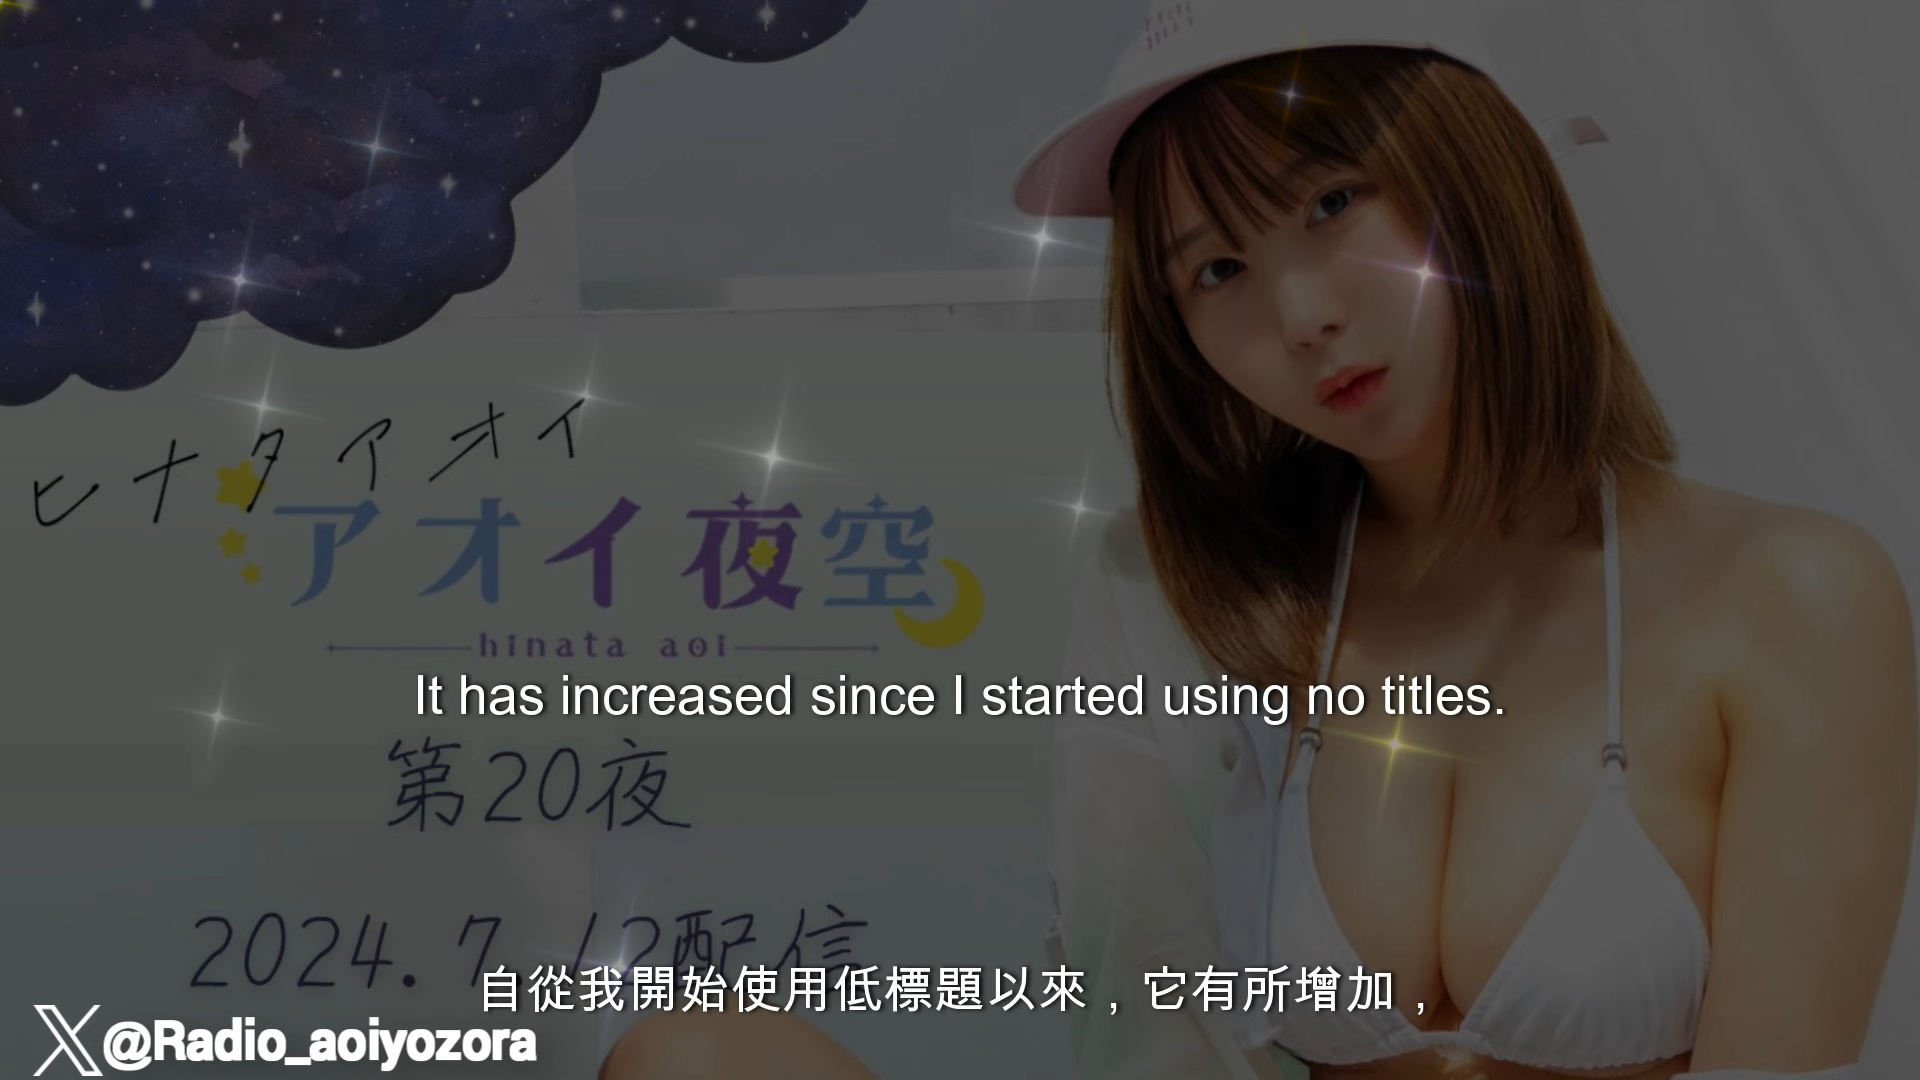 ヒナタアオイ
アオイ夜空
hinata aoi
It has increased since I started using no titles.
第20夜
2024.7.12配信
自從我開始使用低標題以來，它有所增加，
X@Radio_aoiyozora